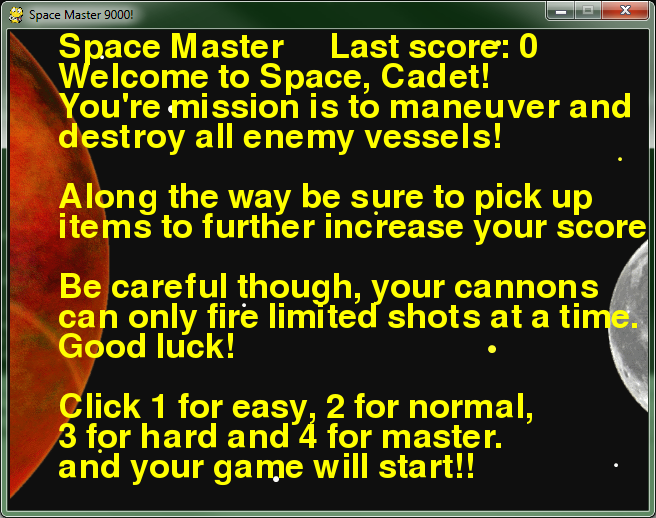 Space Master 9000!
Space Master Last score: 0
Welcome to Space, Cadet!
You're mission is to maneuver and
destroy all enemy vessels!
Along the way be sure to pick up
items to further increase your score
Be careful though, your cannons
can only fire limited shots at a time.
Good luck!
Click 1 for easy, 2 for normal,
3 for hard and 4 for master.
and your game will start!!